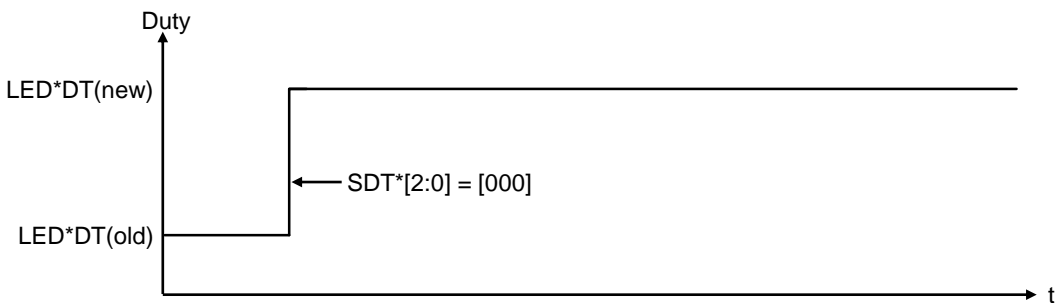 Duty
LED*DT(new)
SDT*[2:0] = [000]
LED*DT(old)
t